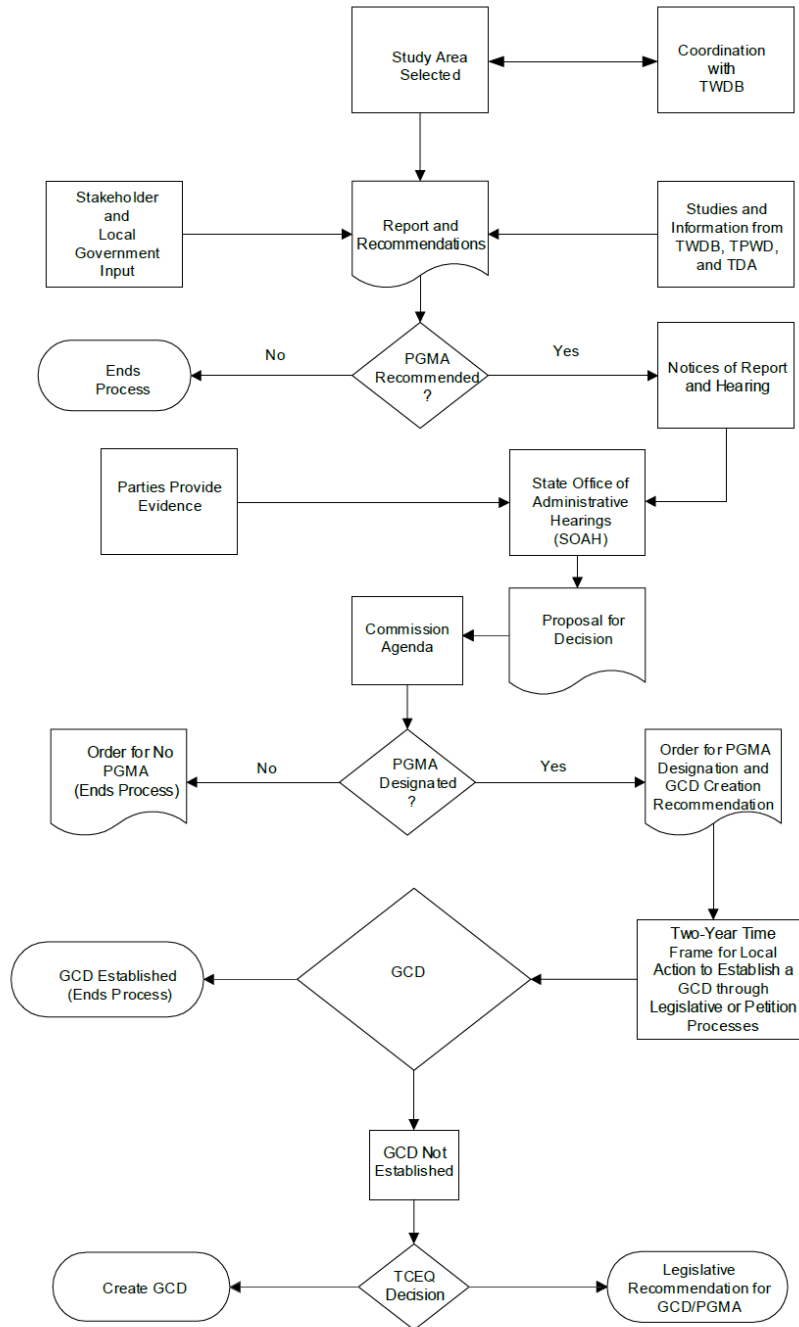 Study Area
Selected
Coordination
with
TWDB
Stakeholder
and
Local
Government
Input
Report and
Recommendations
Studies and
Information from
TWDB, TPWD,
and TDA
Ends
Process
No
PGMA
Recommended
?
Yes
Notices of Report
and Hearing
Parties Provide
Evidence
State Office of
Administrative
Hearings
(SOAH)
Commission
Agenda
Proposal for
Decision
Order for No
PGMA
(Ends Process)
No
PGMA
Designated
?
Yes
Order for PGMA
Designation and
GCD Creation
Recommendation
GCD Established
(Ends Process)
GCD
Two-Year Time
Frame for Local
Action to Establish a
GCD through
Legislative or Petition
Processes
GCD Not
Established
Create GCD
TCEQ
Decision
Legislative
Recommendation for
GCD/PGMA